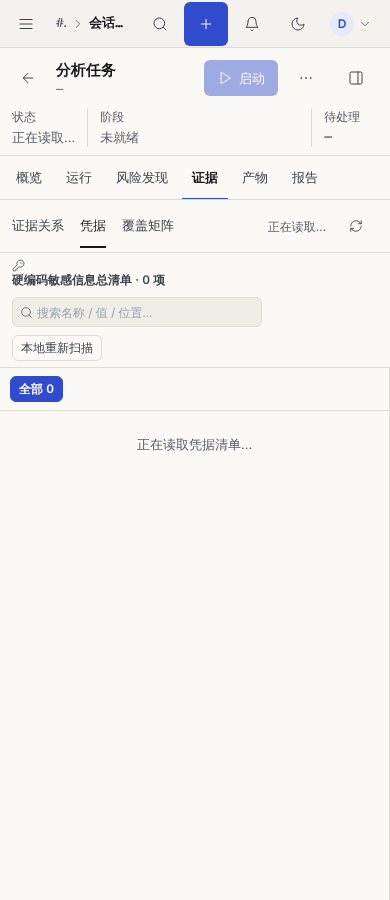 #. 会话...
D
分析任务
–
启动
状态
阶段
待处理
正在读取...
未就绪
–
概览 运行 风险发现 证据 产物 报告
证据关系 凭据 覆盖矩阵 正在读取...
硬编码敏感信息总清单 · 0 项
搜索名称 / 值 / 位置...
本地重新扫描
全部 0
正在读取凭据清单...